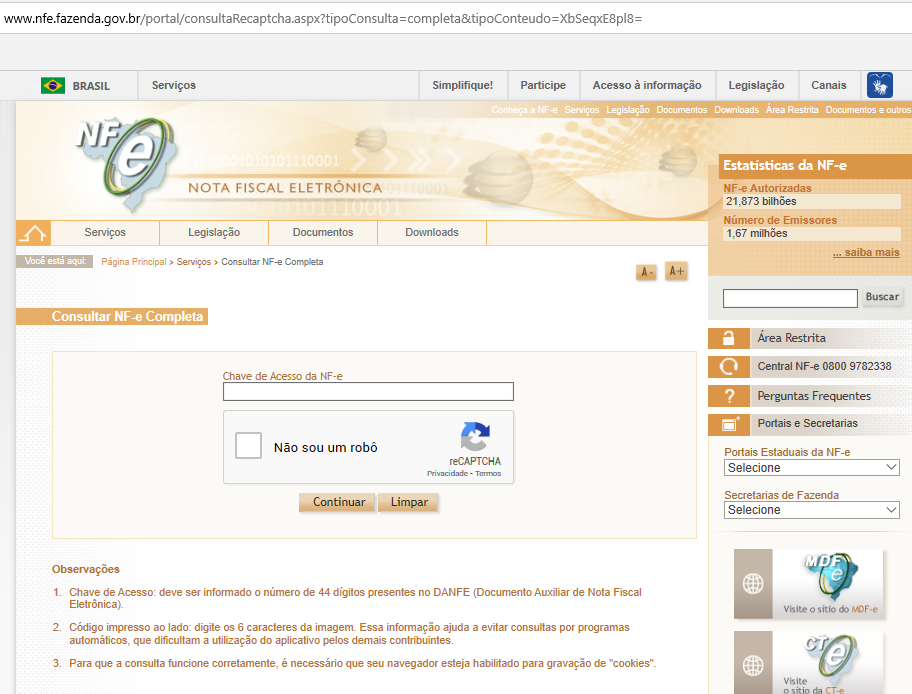 www.nfe.fazenda.gov.br/portal/consultaRecaptcha.aspx?tipoConsulta=completa&tipoConteudo=XbSeqxE8pl8=
BRASIL Serviços Simplifique! Participe Acesso à informação Legislação Canais
Conheça a NF-e Serviços Legislação Documentos Downloads Área Restrita Documentos e outros
NFe
NOTA FISCAL ELETRÔNICA
Estatísticas da NF-e
NF-e Autorizadas
21,873 bilhões
Número de Emissores
1,67 milhões
... saiba mais
Serviços Legislação Documentos Downloads
Você está aqui: Página Principal > Serviços > Consultar NF-e Completa
A- A+
Buscar
Consultar NF-e Completa
Chave de Acesso da NF-e
Não sou um robô
reCAPTCHA
Privacidade - Termos
Continuar Limpar
Área Restrita
Central NF-e 0800 9782338
? Perguntas Frequentes
Portais e Secretarias
Portais Estaduais da NF-e
Selecione
Secretarias de Fazenda
Selecione
MDFe
Visite o sítio do MDF-e
CTe
Visite
o sítio da CT-e
Observações
1. Chave de Acesso: deve ser informado o número de 44 dígitos presentes no DANFE (Documento Auxiliar de Nota Fiscal
Eletrônica).
2. Código impresso ao lado: digite os 6 caracteres da imagem. Essa informação ajuda a evitar consultas por programas
automáticos, que dificultam a utilização do aplicativo pelos demais contribuintes.
3. Para que a consulta funcione corretamente, é necessário que seu navegador esteja habilitado para gravação de "cookies".